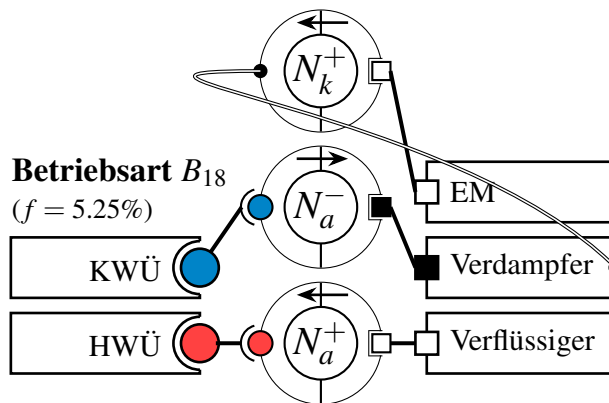 N_k^+
Betriebsart B_18
(f = 5.25%)
N_a^-
EM
KWÜ
Verdampfer
HWÜ
N_a^+
Verflüssiger